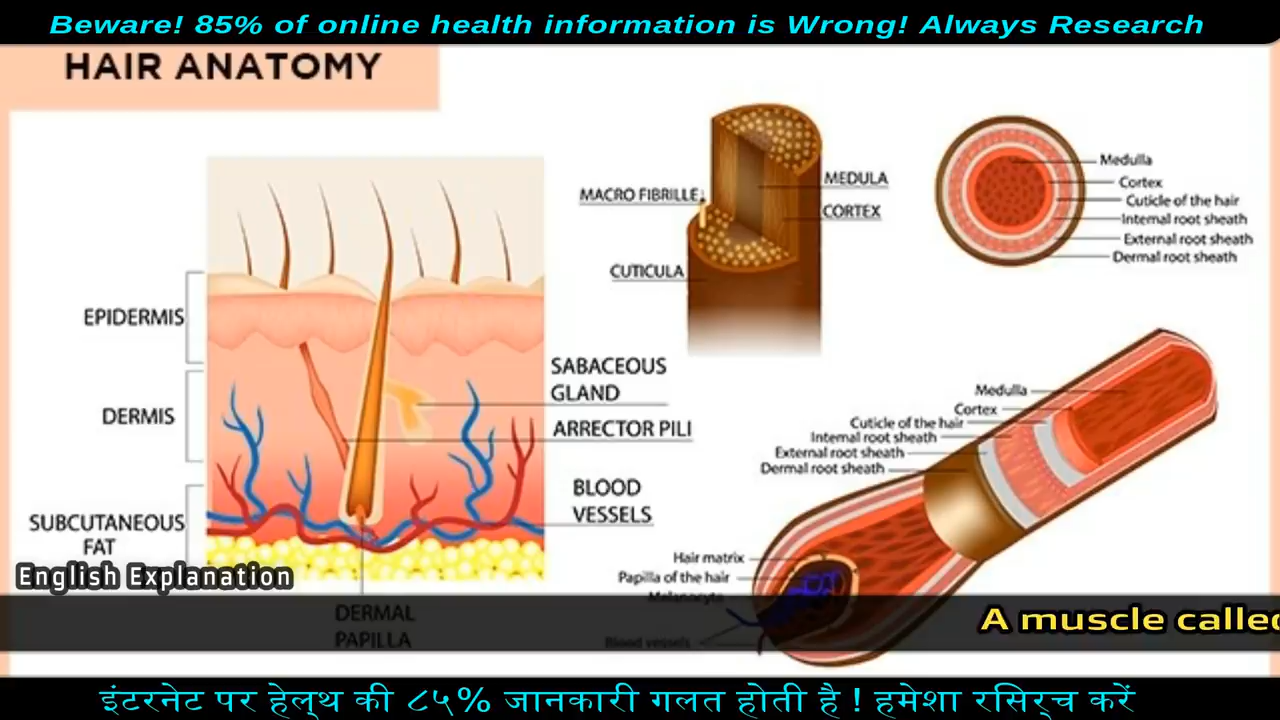 Beware! 85% of online health information is Wrong! Always Research
HAIR ANATOMY
EPIDERMIS
DERMIS
SUBCUTANEOUS
FAT
SABACEOUS
GLAND
ARRECTOR PILI
BLOOD
VESSELS
DERMAL
PAPILLA
MACRO FIBRILLE
CUTICULA
MEDULA
CORTEX
Medulla
Cortex
Cuticle of the hair
Internal root sheath
External root sheath
Dermal root sheath
Medulla
Cortex
Cuticle of the hair
Internal root sheath
External root sheath
Dermal root sheath
Hair matrix
Papilla of the hair
Melanocyte
Blood vessels
English Explanation
A muscle called
इंटरनेट पर हेल्थ की ८५% जानकारी गलत होती है ! हमेशा रिसर्च करें